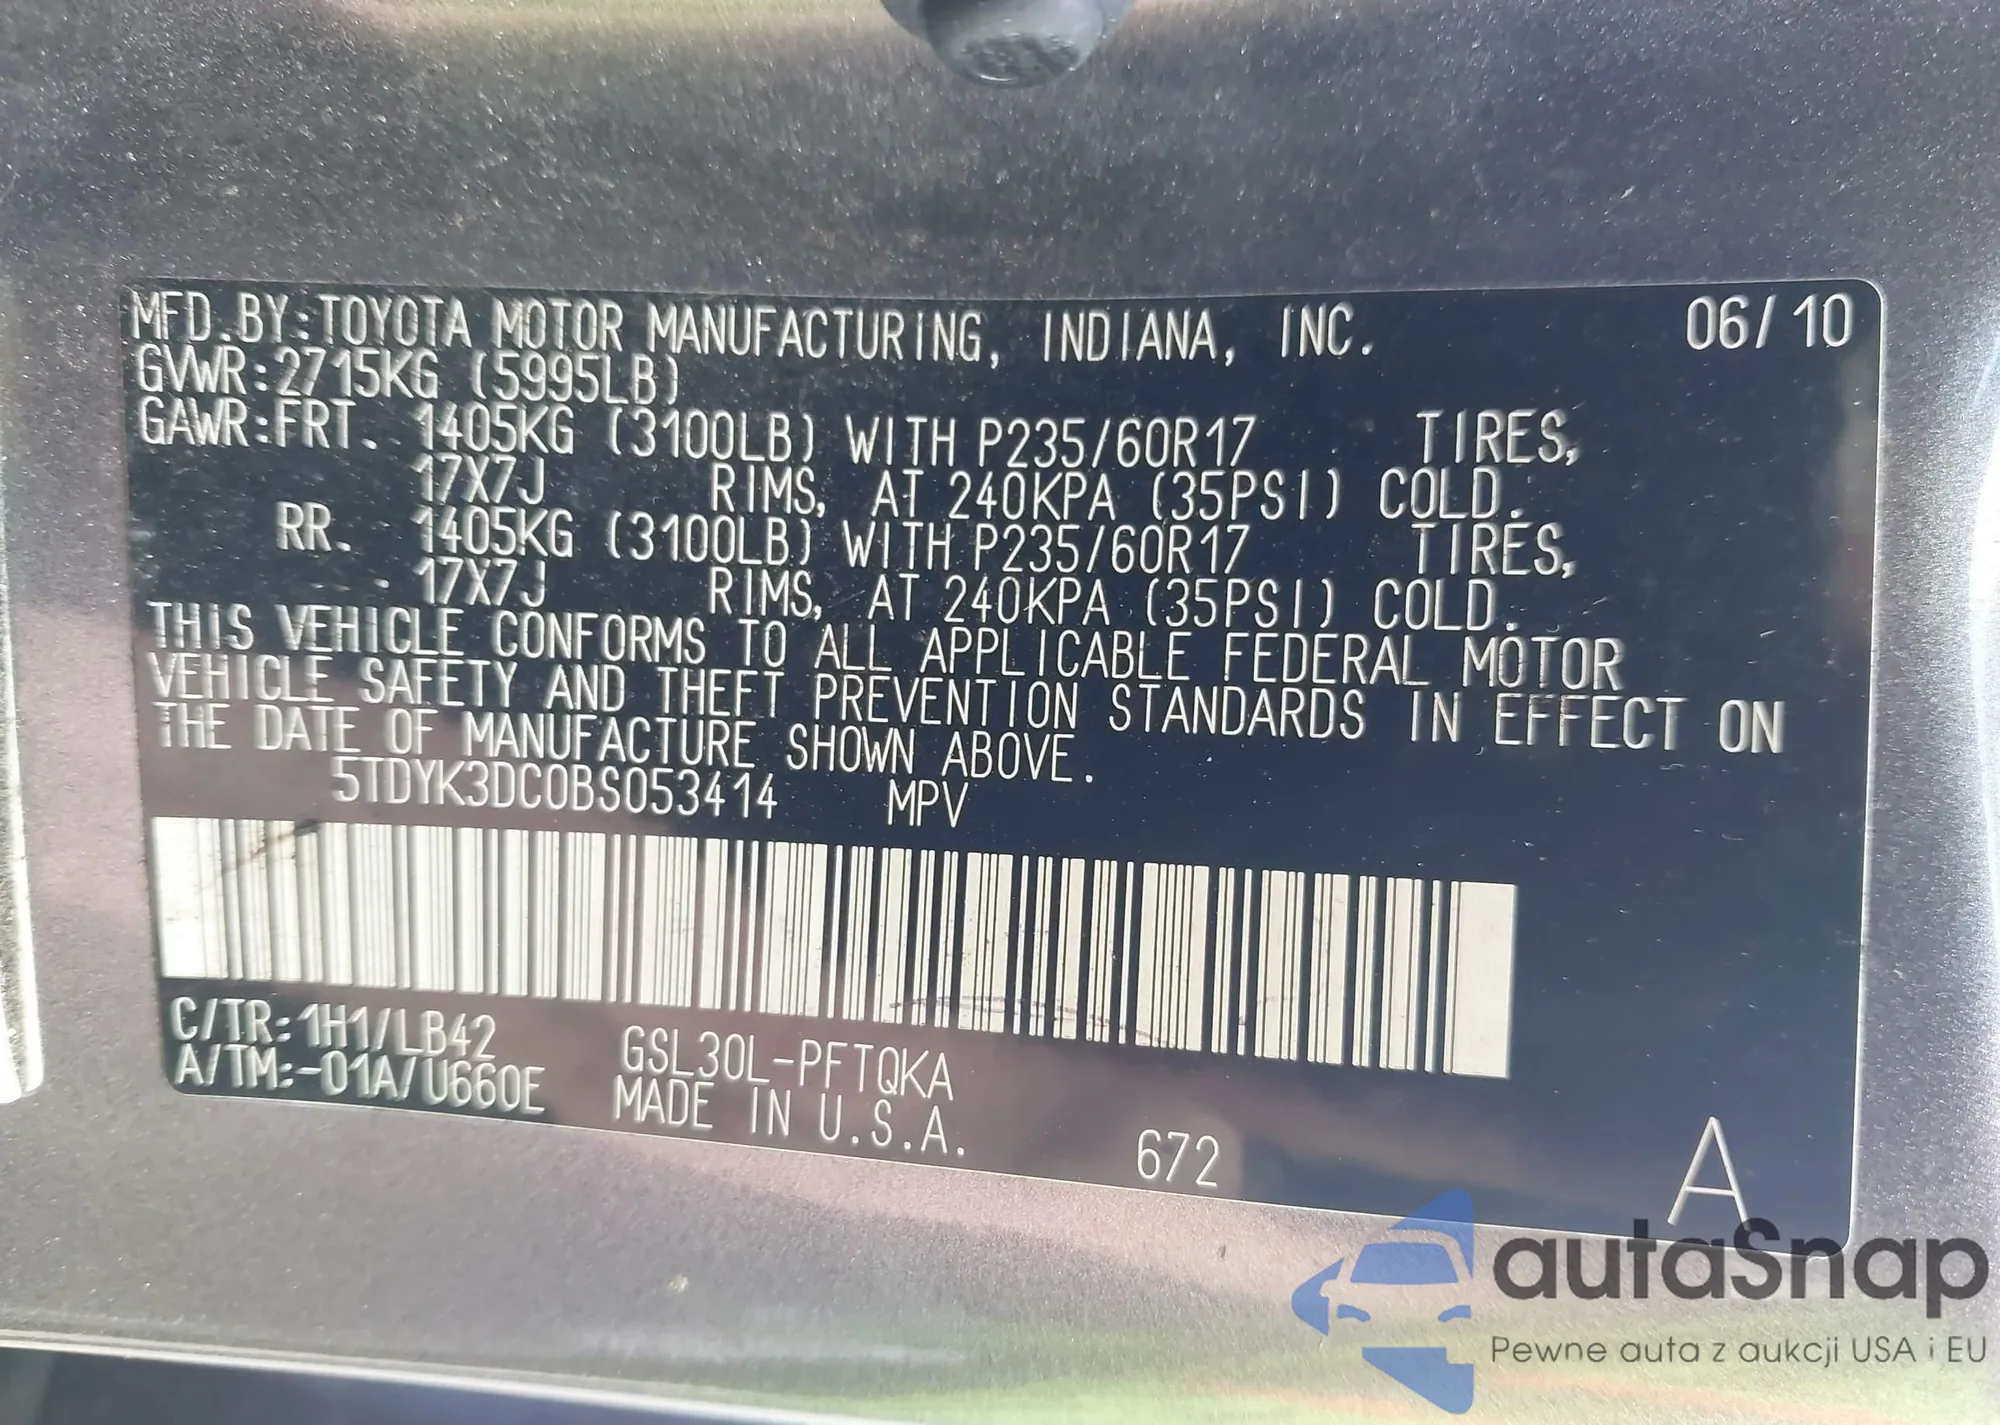 MFD.BY:TOYOTA MOTOR MANUFACTURING, INDIANA, INC. 06/10
GVWR:2715KG (5995LB)
GAWR:FRT. 1405KG (3100LB) WITH P235/60R17 TIRES,
17X7J RIMS, AT 240KPA (35PSI) COLD.
RR. 1405KG (3100LB) WITH P235/60R17 TIRES,
17X7J RIMS, AT 240KPA (35PSI) COLD.
THIS VEHICLE CONFORMS TO ALL APPLICABLE FEDERAL MOTOR
VEHICLE SAFETY AND THEFT PREVENTION STANDARDS IN EFFECT ON
THE DATE OF MANUFACTURE SHOWN ABOVE.
5TDYK3DC0BS053414 MPV
C/TR:1H1/LB42 GSL30L-PFTQKA
A/TM:-01A/U660E MADE IN U.S.A.
672 A
autaSnap
Pewne auta z aukcji USA i EU